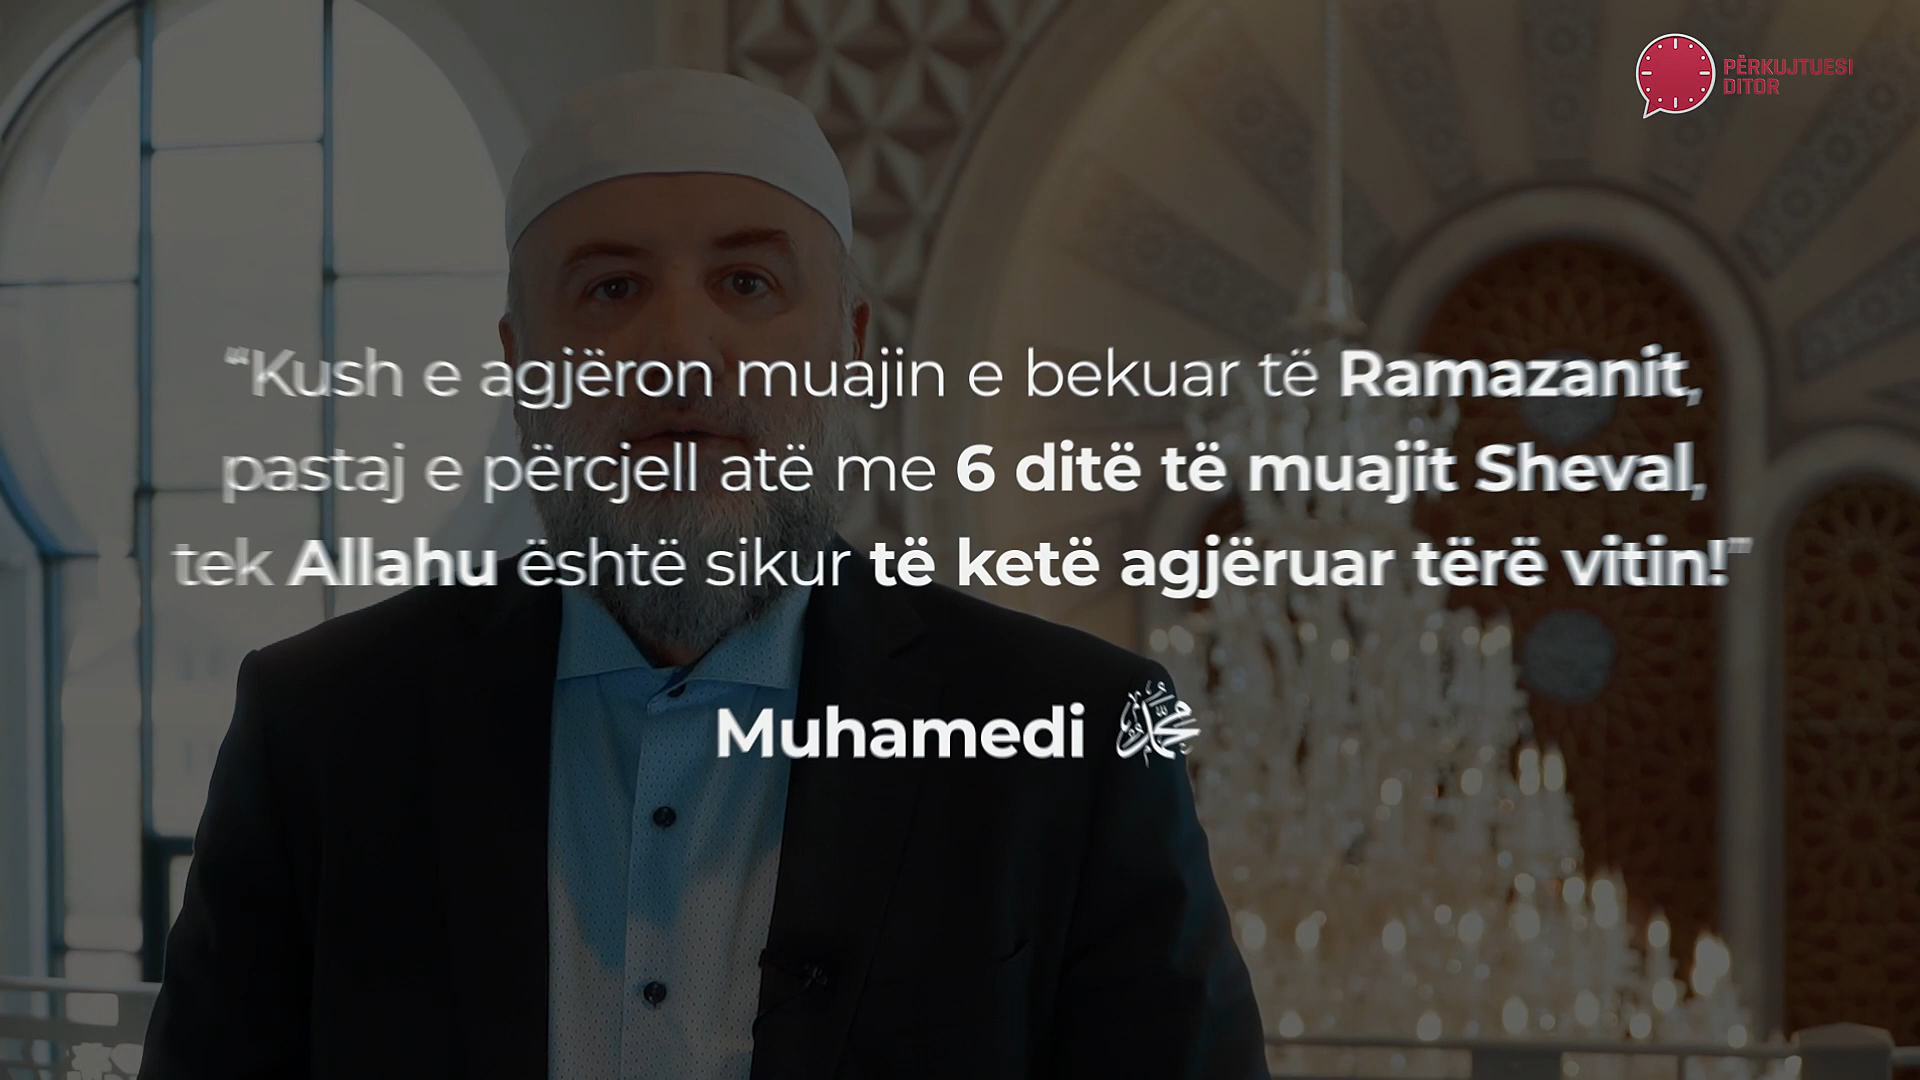 PËRKUJTUESI
DITOR
“Kush e agjëron muajin e bekuar të Ramazanit,
pastaj e përcjell atë me 6 ditë të muajit Sheval,
tek Allahu është sikur të ketë agjëruar tërë vitin!”
Muhamedi ﷺ